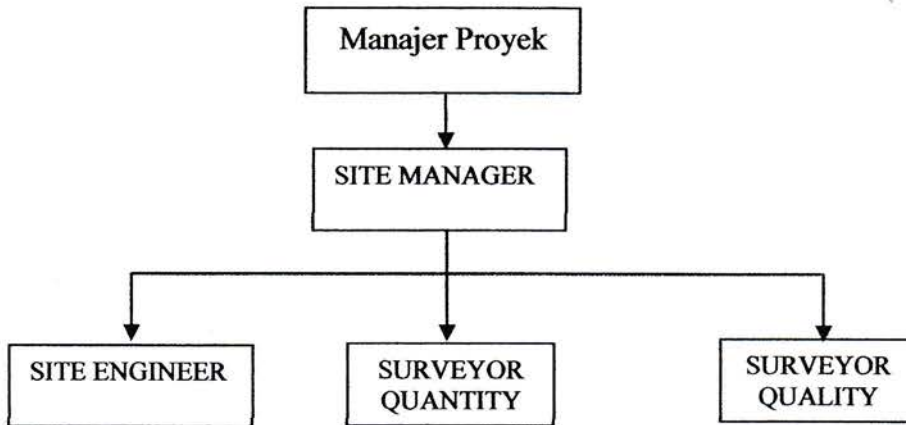 Manajer Proyek
SITE MANAGER
SITE ENGINEER
SURVEYOR
QUANTITY
SURVEYOR
QUALITY